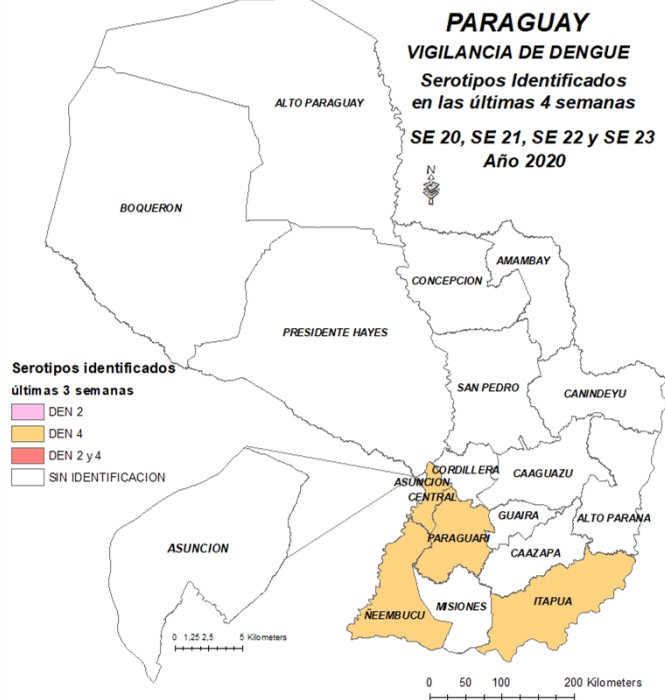 PARAGUAY
VIGILANCIA DE DENGUE
Serotipos Identificados
en las últimas 4 semanas
SE 20, SE 21, SE 22 y SE 23
Año 2020
N
ALTO PARAGUAY
BOQUERON
AMAMBAY
CONCEPCION
PRESIDENTE HAYES
SAN PEDRO
CANINDEYU
Serotipos identificados
últimas 3 semanas
DEN 2
DEN 4
DEN 2 y 4
SIN IDENTIFICACION
CORDILLERA
CAAGUAZU
ASUNCION
CENTRAL
GUAIRA
ALTO PARANA
PARAGUARI
CAAZAPA
ASUNCION
MISIONES
ITAPUA
ÑEEMBUCU
0 1,25 2,5 5 Kilometers
0 50 100 200 Kilometers